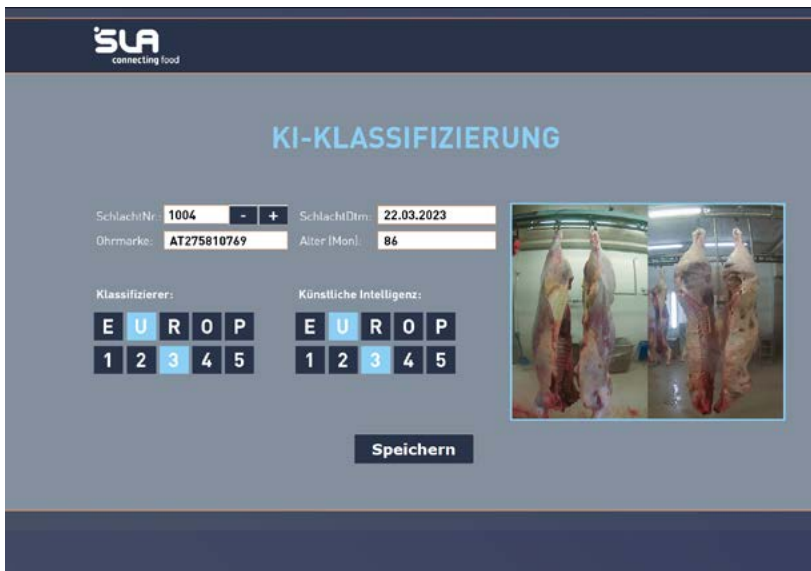 SLA
connecting food
KI-KLASSIFIZIERUNG
SchlachtNr.: 1004 - + SchlachtDtm: 22.03.2023
Ohrmarke: AT275810769 Alter (Mon): 86
Klassifizierer: Künstliche Intelligenz:
E U R O P E U R O P
1 2 3 4 5 1 2 3 4 5
Speichern